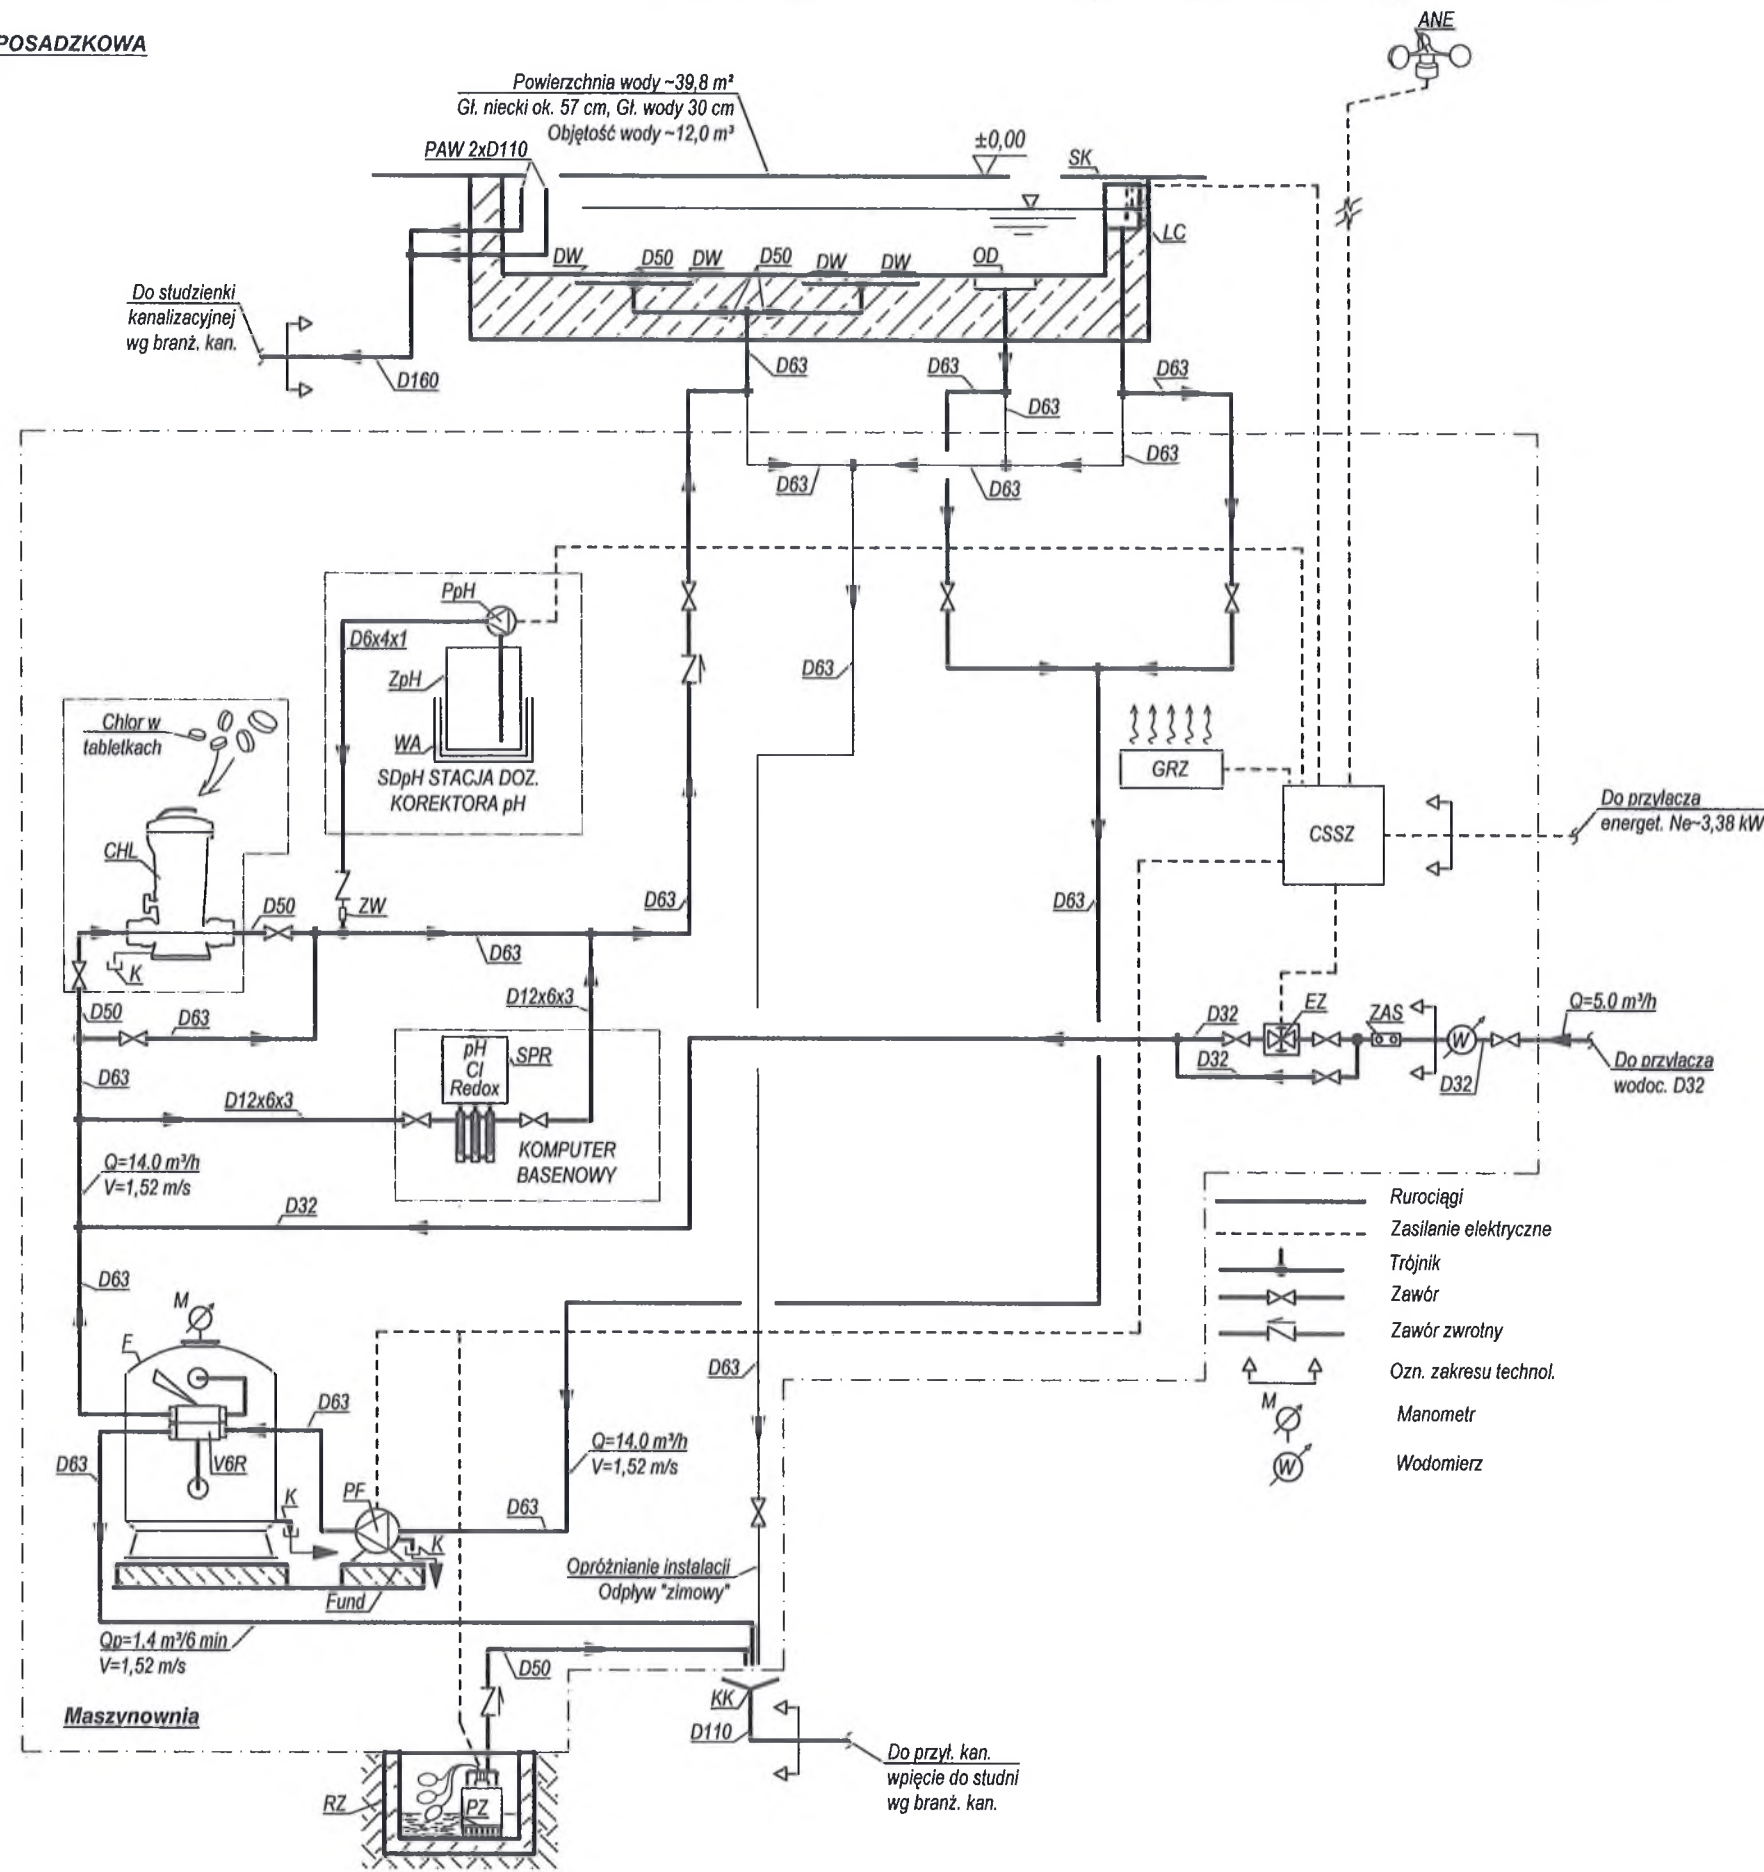 POSADZKOWA
ANE
Powierzchnia wody ~39,8 m²
Gł. niecki ok. 57 cm, Gł. wody 30 cm
Objętość wody ~12,0 m³
PAW 2xD110
±0,00
SK
LC
DW
D50
DW
D50
DW
DW
OD
Do studzienki
kanalizacyjnej
wg branż. kan.
D160
D63
D63
D63
D63
D63
D63
D63
PpH
D6x4x1
ZpH
WA
SDpH STACJA DOZ.
KOREKTORA pH
D63
Chlor w
tabletkach
CHL
K
D50
ZW
D63
D63
D63
GRZ
CSSZ
Do przyłacza
energet. Ne~3,38 kW
D50
D63
D12x6x3
D63
D12x6x3
pH
Cl
Redox
SPR
KOMPUTER
BASENOWY
D32
EZ
ZAS
Q=5.0 m³/h
W
D32
D32
Do przyłacza
wodoc. D32
Q=14.0 m³/h
V=1,52 m/s
D32
D63
Rurociągi
Zasilanie elektryczne
Trójnik
Zawór
Zawór zwrotny
Ozn. zakresu technol.
M
Manometr
W
Wodomierz
M
F
D63
V6R
D63
K
PF
K
D63
Q=14.0 m³/h
V=1,52 m/s
D63
Fund
Opróżnianie instalacji
Odpływ "zimowy"
Qp=1.4 m³/6 min
V=1,52 m/s
D50
Maszynownia
KK
D110
Do przył. kan.
wpięcie do studni
wg branż. kan.
RZ
PZ